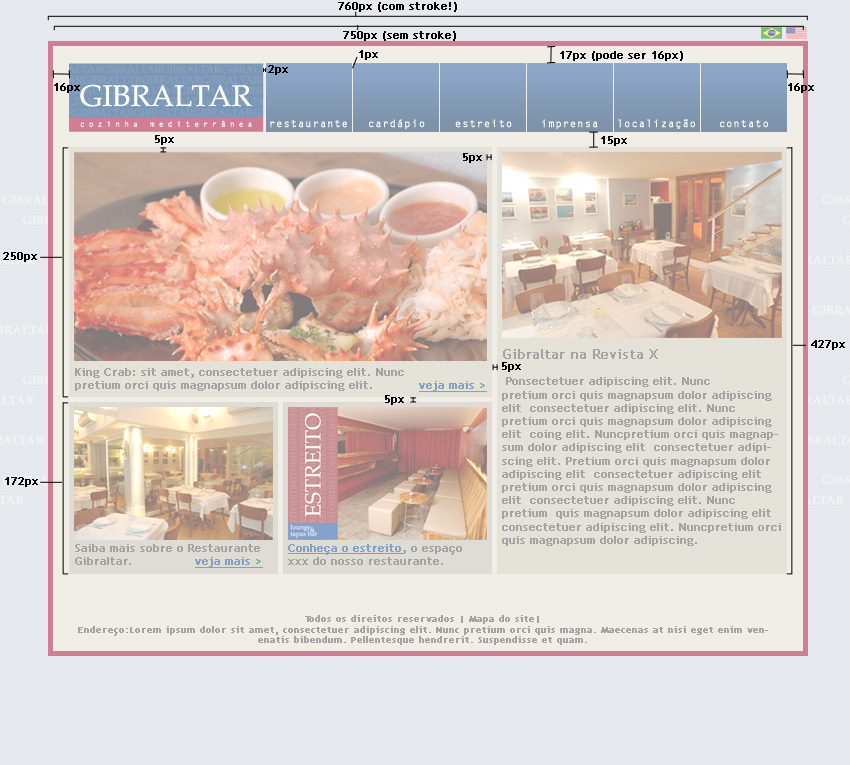 760px (com stroke!)
750px (sem stroke)
1px
17px (pode ser 16px)
2px
16px
16px
GIBRALTAR
cozinha mediterrânea
restaurante
cardápio
estreito
imprensa
localização
contato
5px
15px
5px
250px
427px
King Crab: sit amet, consectetuer adipiscing elit. Nunc
pretium orci quis magnapsum dolor adipiscing elit.
veja mais >
5px
Gibraltar na Revista X
5px
Ponsectetuer adipiscing elit. Nunc
pretium orci quis magnapsum dolor adipiscing
elit consectetuer adipiscing elit. Nunc
pretium orci quis magnapsum dolor adipiscing
elit coing elit. Nuncpretium orci quis magnap-
sum dolor adipiscing elit consectetuer adipi-
scing elit. Pretium orci quis magnapsum dolor
adipiscing elit consectetuer adipiscing elit
pretium orci quis magnapsum dolor adipiscing
elit consectetuer adipiscing elit. Nunc
pretium quis magnapsum dolor adipiscing elit
consectetuer adipiscing elit. Nuncpretium orci
quis magnapsum dolor adipiscing.
172px
ESTREITO
lounge &
tapas bar
Saiba mais sobre o Restaurante
Gibraltar.
veja mais >
Conheça o estreito, o espaço
xxx do nosso restaurante.
Todos os direitos reservados | Mapa do site|
Endereço:Lorem ipsum dolor sit amet, consectetuer adipiscing elit. Nunc pretium orci quis magna. Maecenas at nisi eget enim ven-
enatis bibendum. Pellentesque hendrerit. Suspendisse et quam.